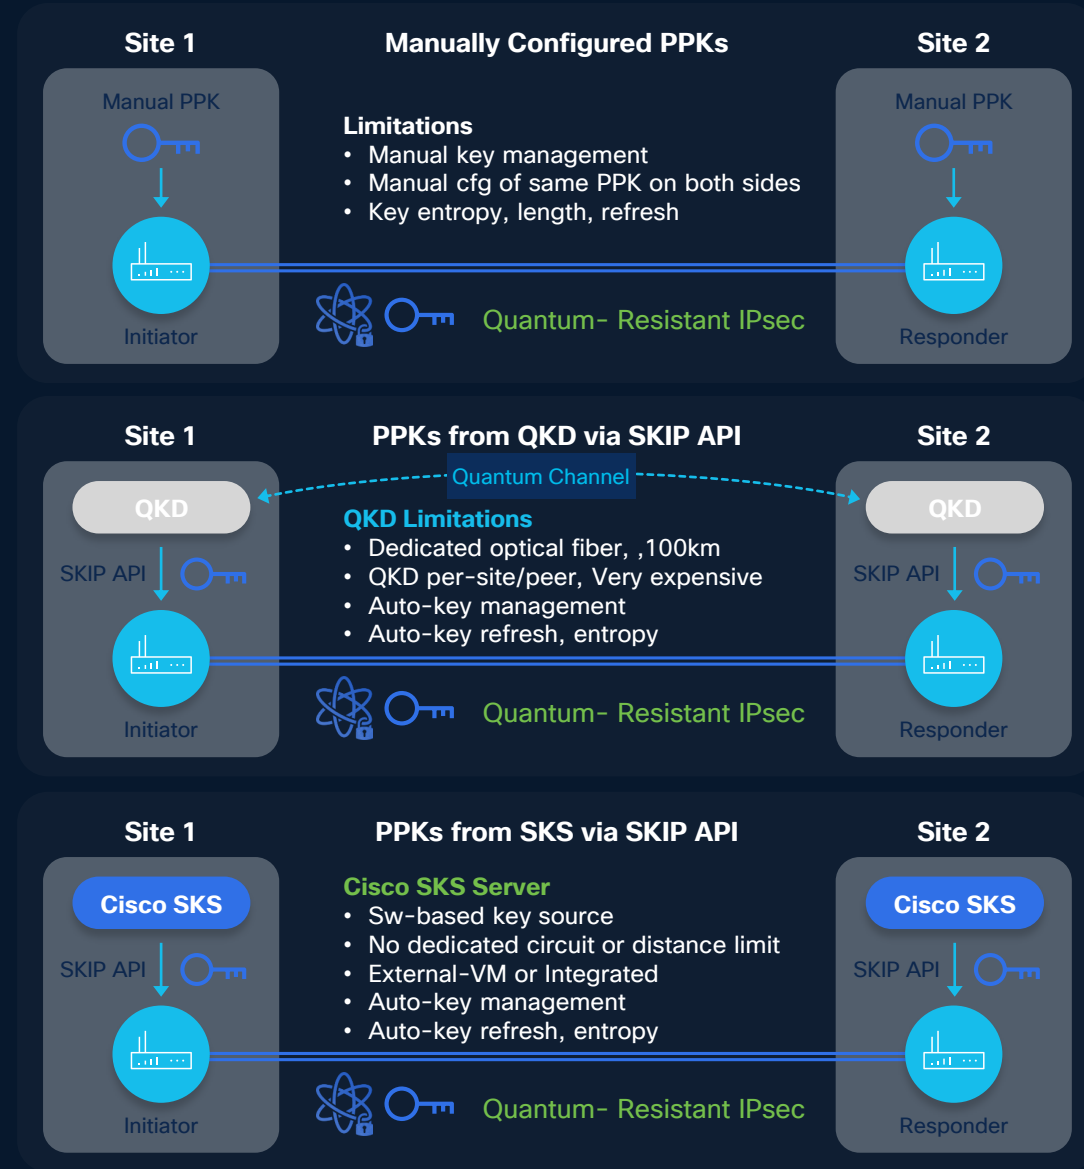 Site 1
Manually Configured PPKs
Site 2
Manual PPK
Manual PPK
Limitations
• Manual key management
• Manual cfg of same PPK on both sides
• Key entropy, length, refresh
Initiator
Quantum- Resistant IPsec
Responder
Site 1
PPKs from QKD via SKIP API
Site 2
Quantum Channel
QKD
QKD
QKD Limitations
• Dedicated optical fiber, ,100km
SKIP API
SKIP API
• QKD per-site/peer, Very expensive
• Auto-key management
• Auto-key refresh, entropy
Initiator
Quantum- Resistant IPsec
Responder
Site 1
PPKs from SKS via SKIP API
Site 2
Cisco SKS
Cisco SKS
Cisco SKS Server
• Sw-based key source
• No dedicated circuit or distance limit
SKIP API
SKIP API
• External-VM or Integrated
• Auto-key management
• Auto-key refresh, entropy
Initiator
Quantum- Resistant IPsec
Responder